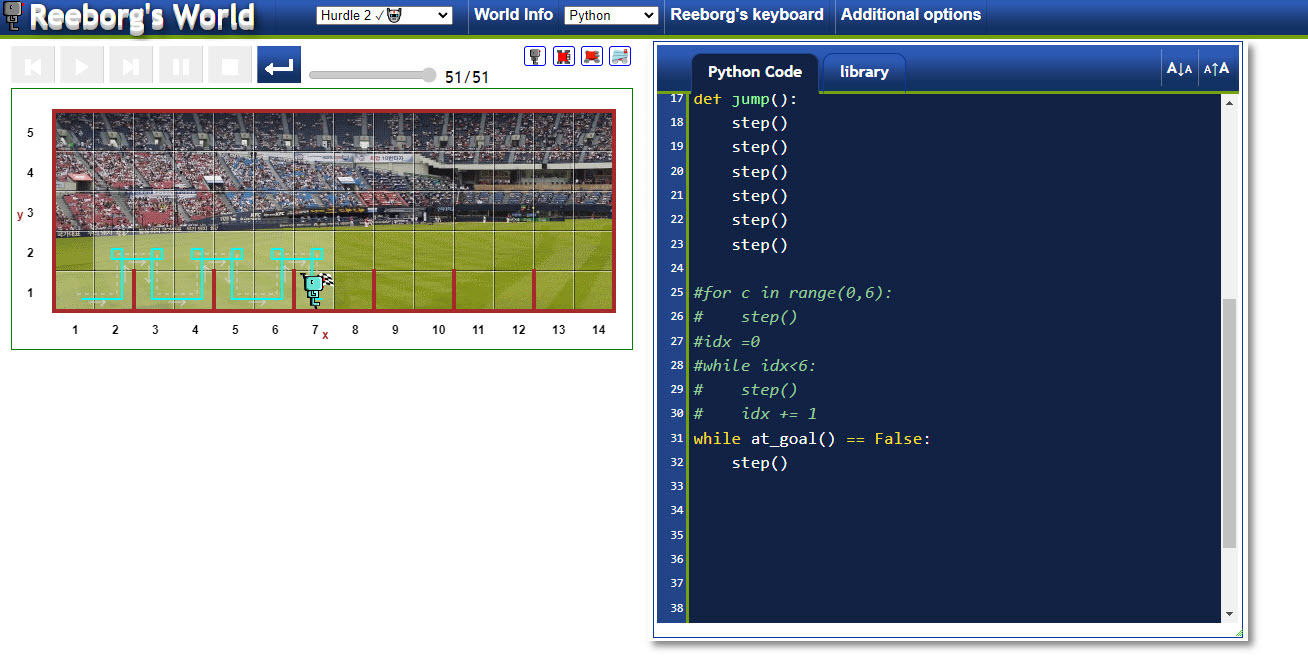 Reeborg's World
Hurdle 2 ✓
World Info
Python
Reeborg's keyboard
Additional options
51/51
Python Code
library
A↓A
A↑A
5
4
y 3
2
1
1 2 3 4 5 6 7 x 8 9 10 11 12 13 14
17 def jump():
18     step()
19     step()
20     step()
21     step()
22     step()
23     step()
24
25 #for c in range(0,6):
26 #    step()
27 #idx =0
28 #while idx<6:
29 #    step()
30 #    idx += 1
31 while at_goal() == False:
32     step()
33
34
35
36
37
38